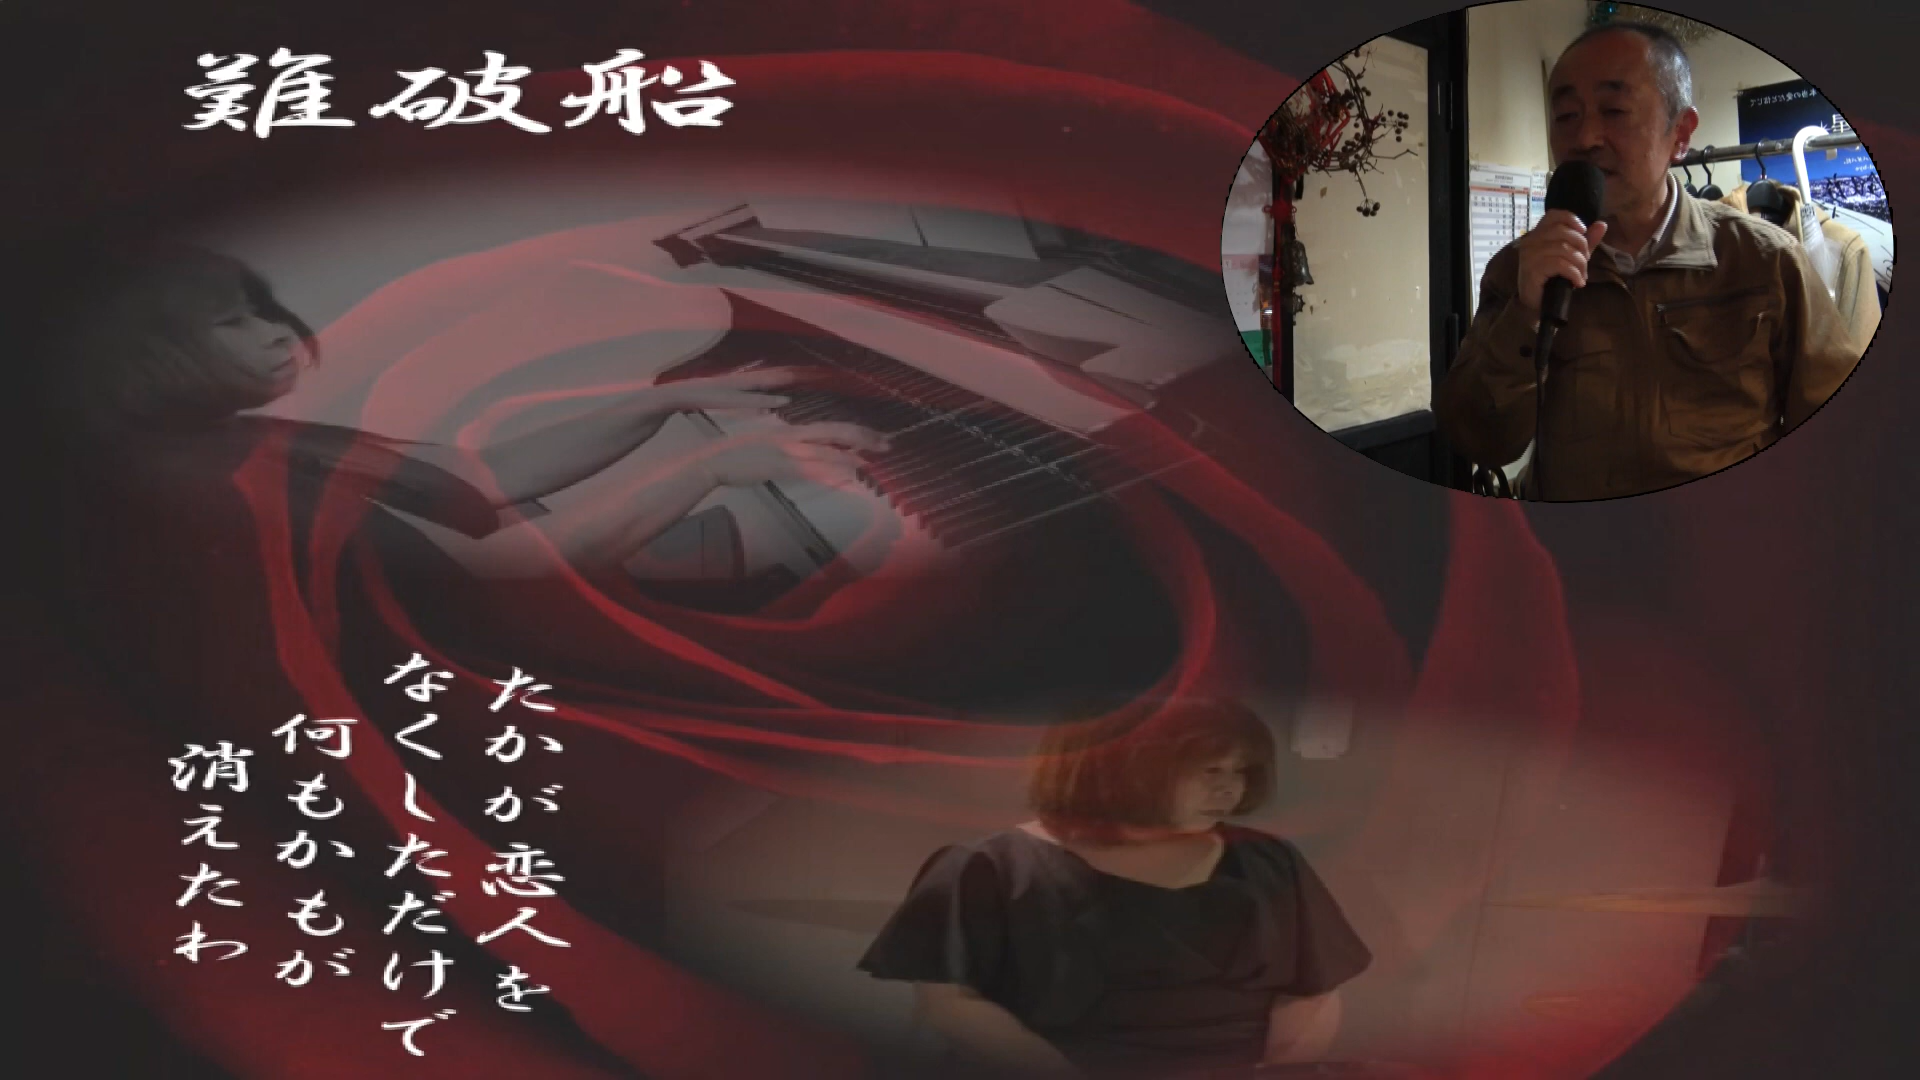 難破船
たかが恋人を
なくしただけで
何もかもが
消えたわ